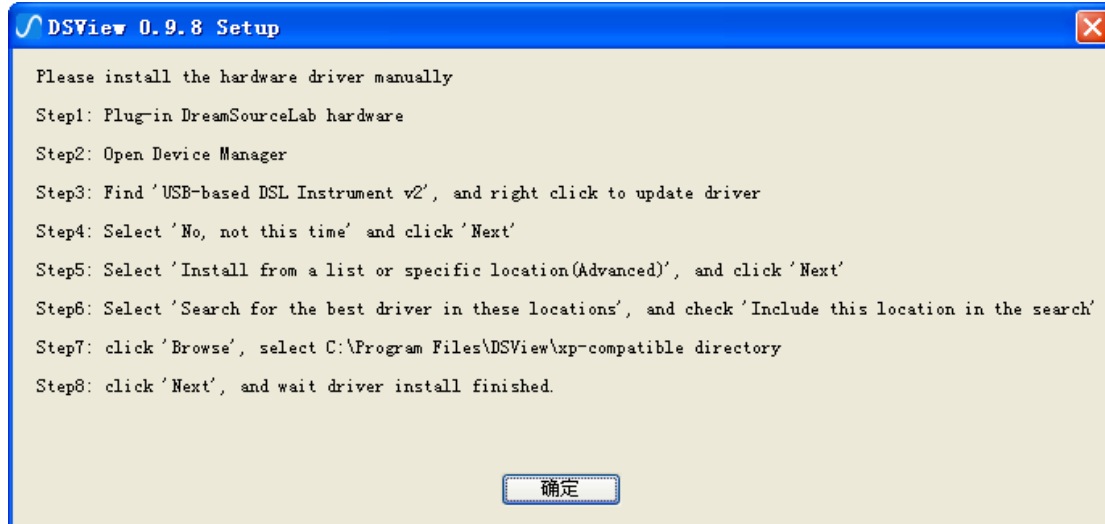 DSView 0.9.8 Setup
Please install the hardware driver manually
Step1: Plug-in DreamSourceLab hardware
Step2: Open Device Manager
Step3: Find 'USB-based DSL Instrument v2', and right click to update driver
Step4: Select 'No, not this time' and click 'Next'
Step5: Select 'Install from a list or specific location(Advanced)', and click 'Next'
Step6: Select 'Search for the best driver in these locations', and check 'Include this location in the search'
Step7: click 'Browse', select C:\Program Files\DSView\xp-compatible directory
Step8: click 'Next', and wait driver install finished.
确定